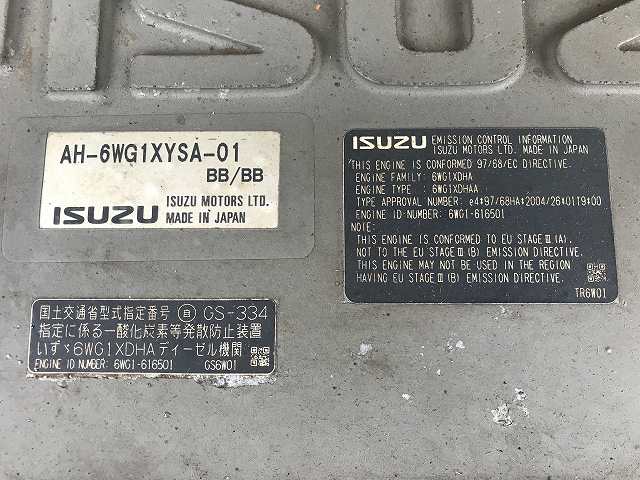 AH-6WG1XYSA-01
BB/BB
ISUZU ISUZU MOTORS LTD.
MADE IN JAPAN
国土交通省型式指定番号 自 GS-334
指定に係る一酸化炭素等発散防止装置
いすゞ6WG1XDHAディーゼル機関
ENGINE ID NUMBER: 6WG1-616501 GS6W01
ISUZU EMISSION CONTROL INFORMATION
ISUZU MOTORS LTD. MADE IN JAPAN
THIS ENGINE IS CONFORMED 97/68/EC DIRECTIVE.
ENGINE FAMILY: 6WG1XDHA
ENGINE TYPE : 6WG1XDHAA
TYPE APPROVAL NUMBER: e4*97/68HA*2004/26*0119*00
ENGINE ID-NUMBER: 6WG1-616501
NOTE:
THIS ENGINE IS CONFORMED TO EU STAGE Ⅲ (A).
NOT TO THE EU STAGE Ⅲ (B) EMISSION DIRECTIVE.
THIS ENGINE MAY NOT BE USED IN THE REGION
HAVING EU STAGE Ⅲ (B) EMISSION DIRECTIVE.
TR6W01